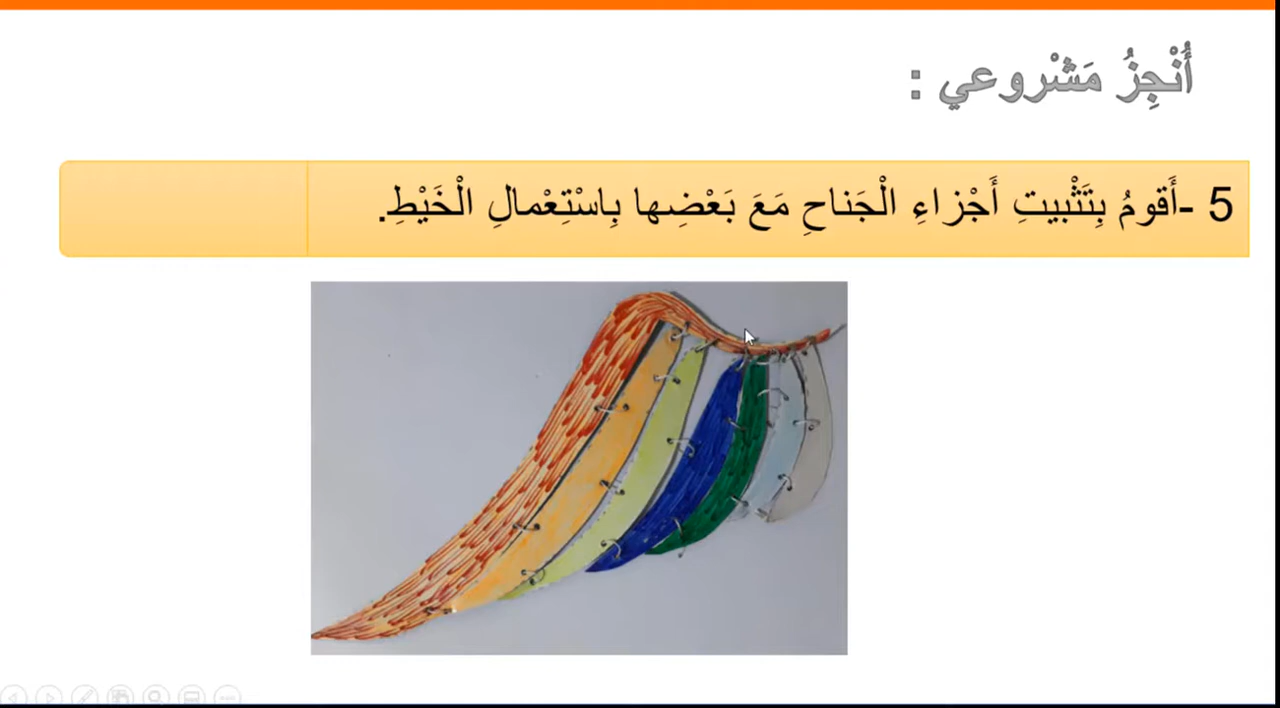 أُنْجِزُ مَشْروعي :
5 -أَقومُ بِتَثْبيتِ أَجْزاءِ الْجَناحِ مَعَ بَعْضِها بِاسْتِعْمالِ الْخَيْطِ.